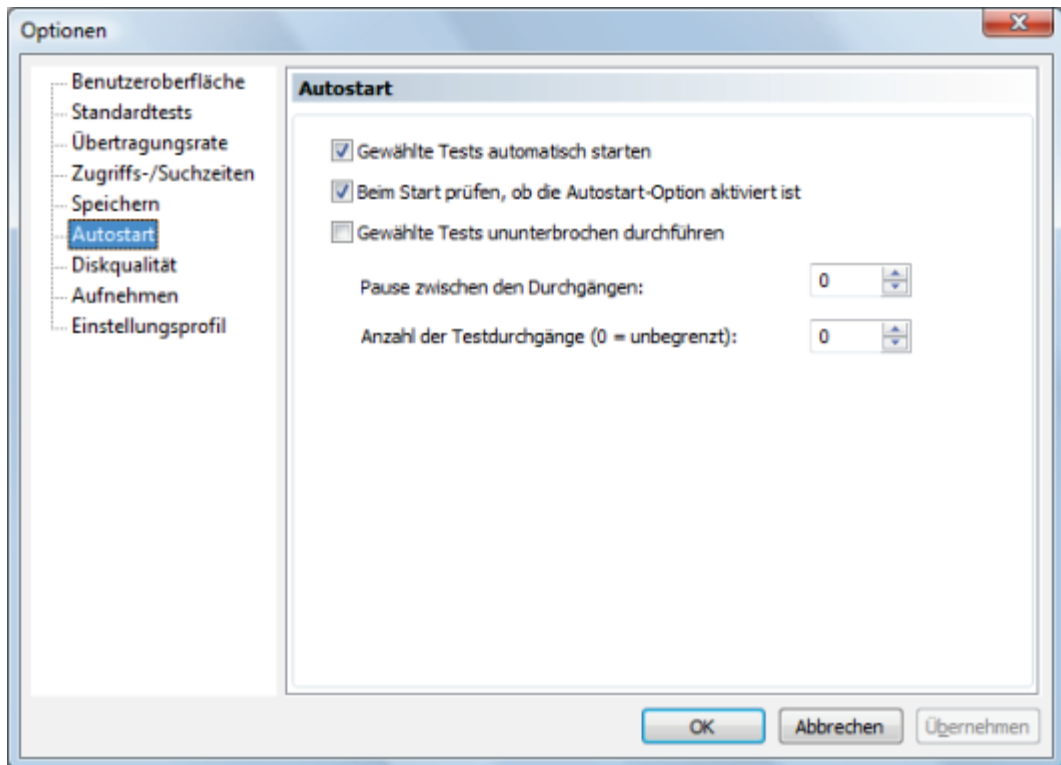 Optionen
Benutzeroberfläche
Standardtests
Übertragungsrate
Zugriffs-/Suchzeiten
Speichern
Autostart
Diskqualität
Aufnehmen
Einstellungsprofil
Autostart
Gewählte Tests automatisch starten
Beim Start prüfen, ob die Autostart-Option aktiviert ist
Gewählte Tests ununterbrochen durchführen
Pause zwischen den Durchgängen: 0
Anzahl der Testdurchgänge (0 = unbegrenzt): 0
OK Abbrechen Übernehmen